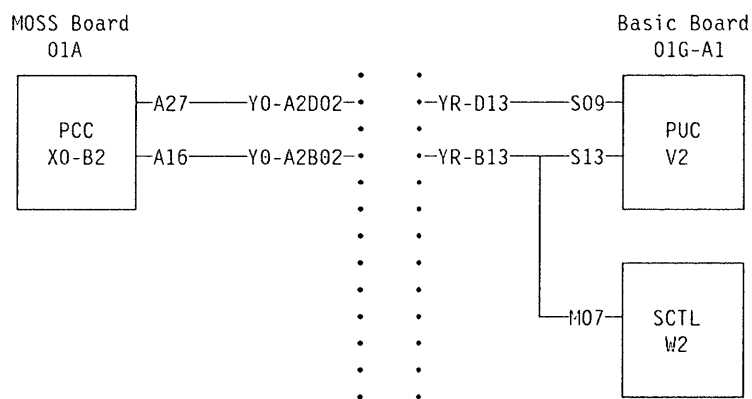 MOSS Board Basic Board
01A 01G-A1
A27 Y0-A2D02 YR-D13 S09
PCC PUC
X0-B2 A16 Y0-A2B02 YR-B13 S13 V2
M07 SCTL
W2